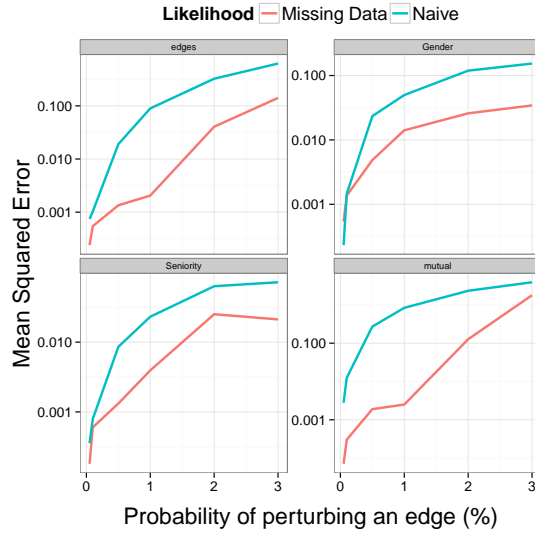 Likelihood Missing Data Naive
edges Gender
0.100
0.010
0.001
0.100
0.010
0.001
Seniority mutual
0.010
0.001
0.100
0.001
0 1 2 3 0 1 2 3
Mean Squared Error
Probability of perturbing an edge (%)